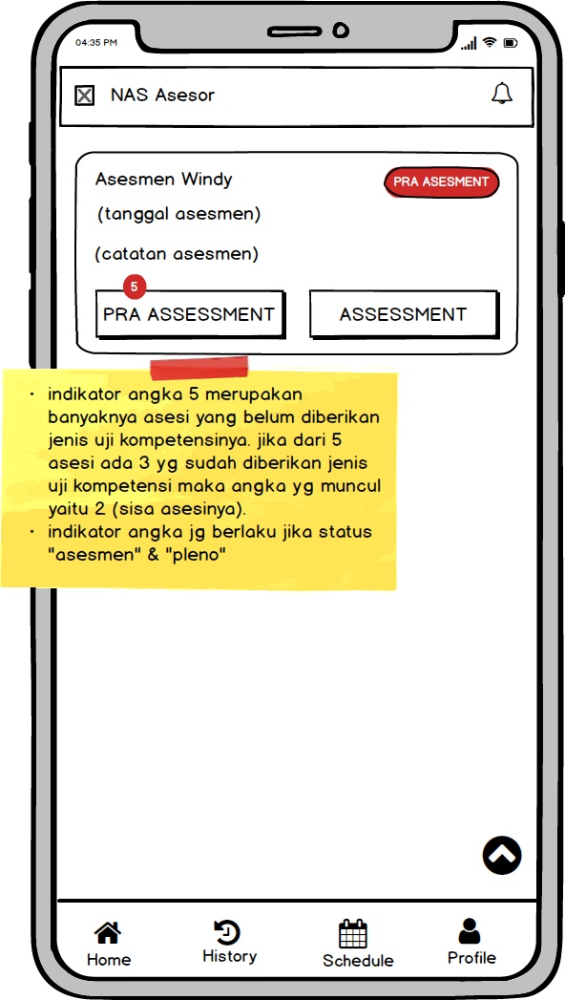 04:35 PM
NAS Asesor
Asesmen Windy
PRA ASESMENT
(tanggal asesmen)
(catatan asesmen)
5
PRA ASSESSMENT
ASSESSMENT
• indikator angka 5 merupakan
banyaknya asesi yang belum diberikan
jenis uji kompetensinya. jika dari 5
asesi ada 3 yg sudah diberikan jenis
uji kompetensi maka angka yg muncul
yaitu 2 (sisa asesinya).
• indikator angka jg berlaku jika status
"asesmen" & "pleno"
Home
History
Schedule
Profile